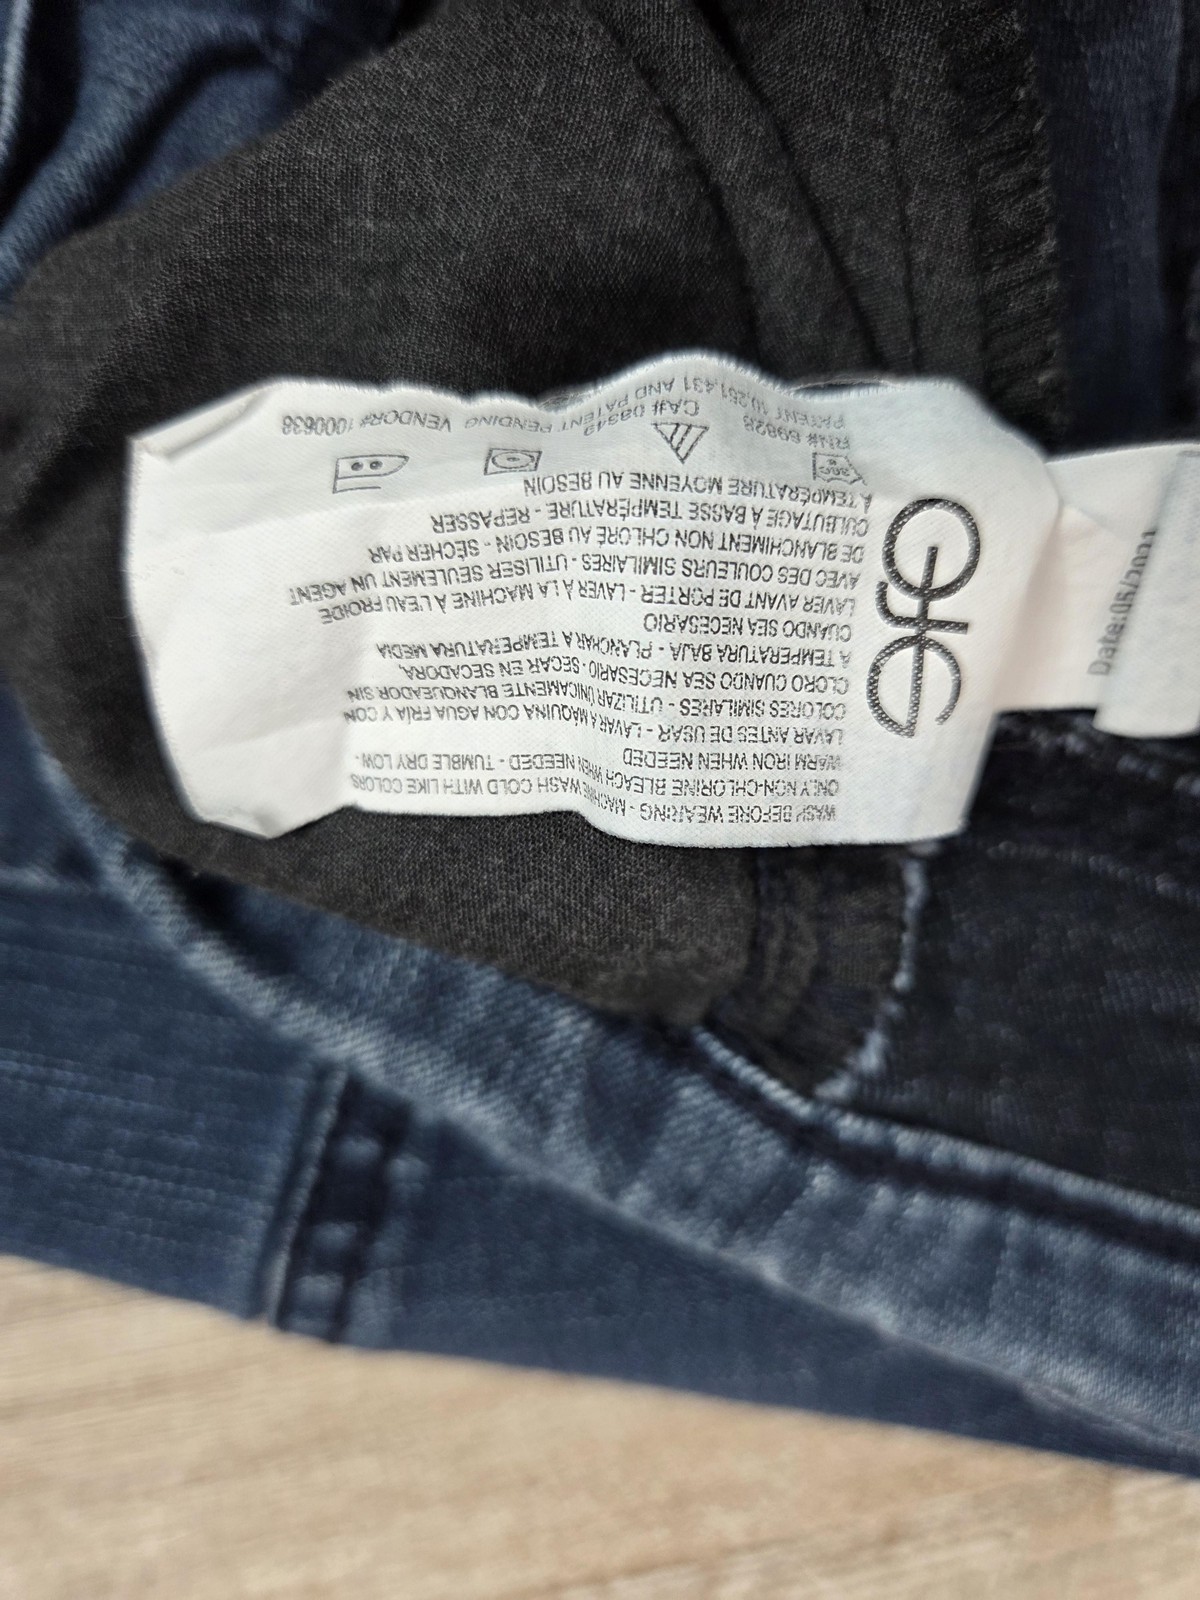 WASH BEFORE WEARING - MACHINE WASH COLD WITH LIKE COLORS
ONLY NON-CHLORINE BLEACH WHEN NEEDED - TUMBLE DRY LOW-
WARM IRON WHEN NEEDED
LAVAR ANTES DE USAR - LAVAR A MAQUINA CON AGUA FRÍA Y CON
COLORES SIMILARES - UTILIZAR ÚNICAMENTE BLANQUEADOR SIN
CLORO CUANDO SEA NECESARIO - SECAR EN SECADORA,
A TEMPERATURA BAJA - PLANCHAR A TEMPERATURA MEDIA
CUANDO SEA NECESARIO
LAVER AVANT DE PORTER - LAVER À LA MACHINE À L'EAU FROIDE
AVEC DES COULEURS SIMILAIRES - UTILISER SEULEMENT UN AGENT
DE BLANCHIMENT NON CHLORÉ AU BESOIN - SÉCHER PAR
CULBUTAGE À BASSE TEMPÉRATURE - REPASSER
À TEMPÉRATURE MOYENNE AU BESOIN
RN# CA#
PATENT 10,251,431 AND PATENT PENDING VENDOR# 1000638
Date:05/2021